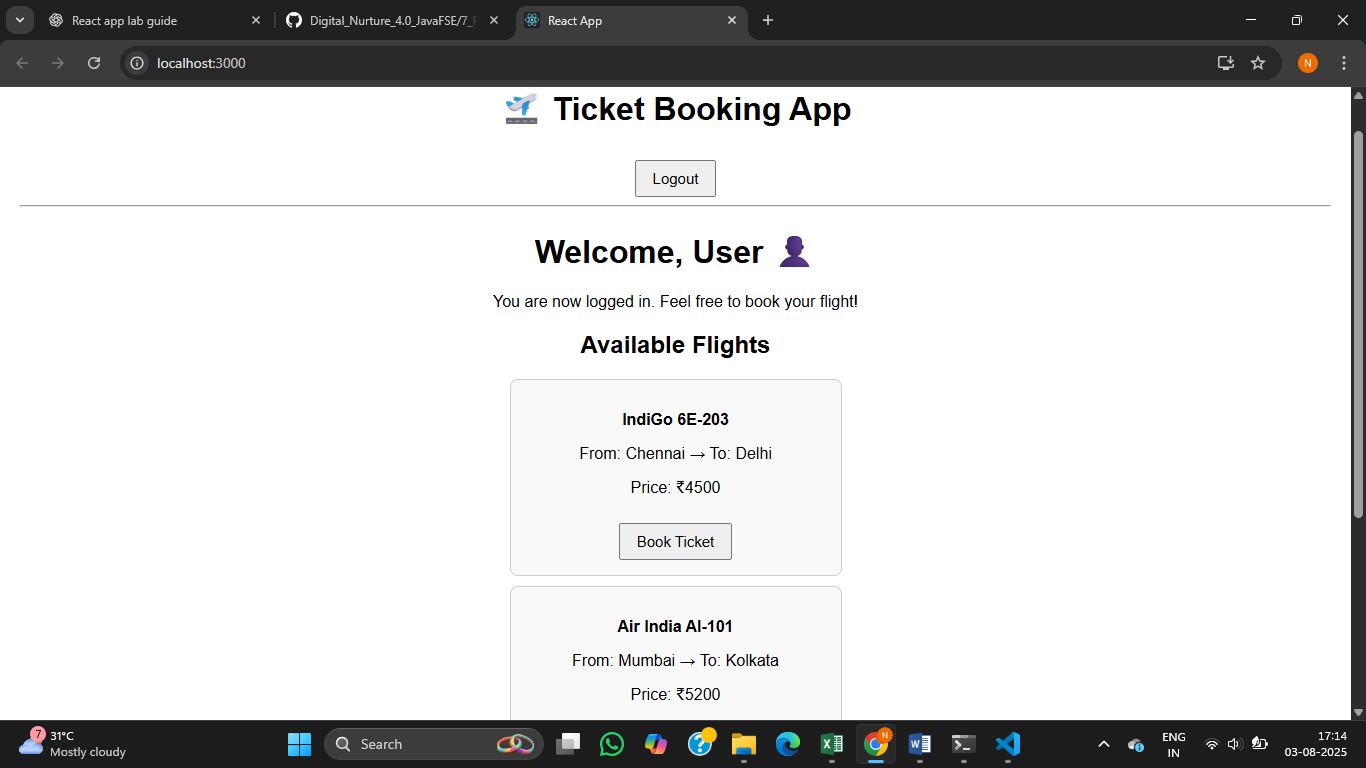 React app lab guide
Digital_Nurture_4.0_JavaFSE/7_
React App
localhost:3000
N
Ticket Booking App
Logout
Welcome, User
You are now logged in. Feel free to book your flight!
Available Flights
IndiGo 6E-203
From: Chennai → To: Delhi
Price: ₹4500
Book Ticket
Air India AI-101
From: Mumbai → To: Kolkata
Price: ₹5200
7
31°C
Mostly cloudy
Search
N
ENG
IN
17:14
03-08-2025